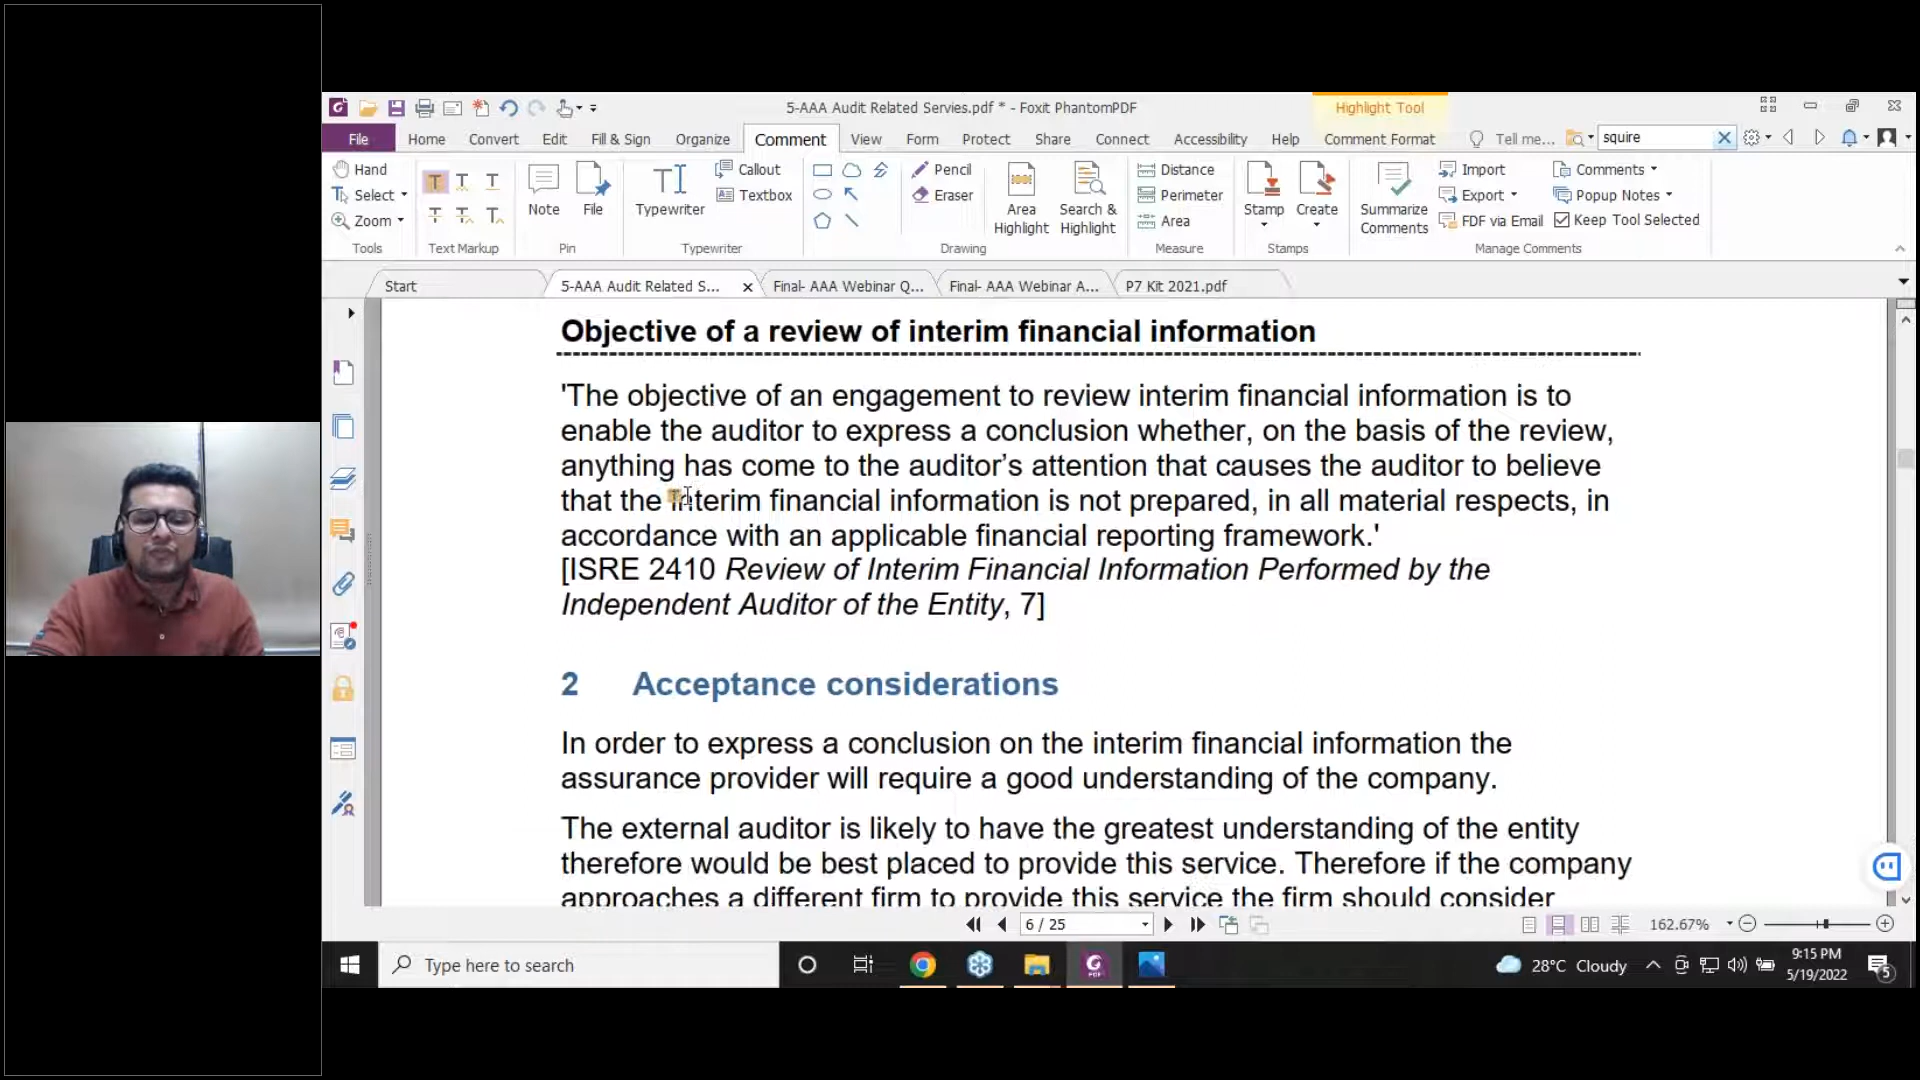 5-AAA Audit Related Servies.pdf * - Foxit PhantomPDF
Highlight Tool
File Home Convert Edit Fill & Sign Organize Comment View Form Protect Share Connect Accessibility Help Comment Format Tell me... squire
Hand
Select
Zoom
Tools
Text Markup
Note
File
Pin
Typewriter
Callout
Textbox
Typewriter
Pencil
Eraser
Area
Highlight
Search &
Highlight
Drawing
Distance
Perimeter
Area
Measure
Stamp
Create
Stamps
Summarize
Comments
Import
Export
FDF via Email
Comments
Popup Notes
Keep Tool Selected
Manage Comments
Start
5-AAA Audit Related S...
Final- AAA Webinar Q...
Final- AAA Webinar A...
P7 Kit 2021.pdf
Objective of a review of interim financial information
'The objective of an engagement to review interim financial information is to
enable the auditor to express a conclusion whether, on the basis of the review,
anything has come to the auditor’s attention that causes the auditor to believe
that the interim financial information is not prepared, in all material respects, in
accordance with an applicable financial reporting framework.'
[ISRE 2410 Review of Interim Financial Information Performed by the
Independent Auditor of the Entity, 7]
2 Acceptance considerations
In order to express a conclusion on the interim financial information the
assurance provider will require a good understanding of the company.
The external auditor is likely to have the greatest understanding of the entity
therefore would be best placed to provide this service. Therefore if the company
approaches a different firm to provide this service the firm should consider
6 / 25
162.67%
Type here to search
28°C Cloudy
9:15 PM
5/19/2022
5